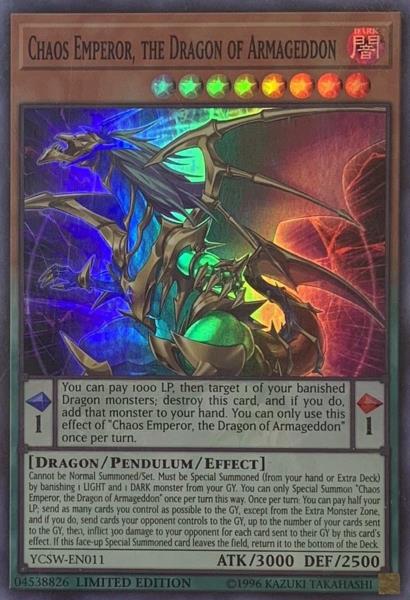 CHAOS EMPEROR, THE DRAGON OF ARMAGEDDON
DARK
闇
You can pay 1000 LP, then target 1 of your banished
Dragon monsters; destroy this card, and if you do,
add that monster to your hand. You can only use this
effect of "Chaos Emperor, the Dragon of Armageddon"
once per turn.
1
1
[DRAGON/PENDULUM/EFFECT]
Cannot be Normal Summoned/Set. Must be Special Summoned (from your hand or Extra Deck)
by banishing 1 LIGHT and 1 DARK monster from your GY. You can only Special Summon "Chaos
Emperor, the Dragon of Armageddon" once per turn this way. Once per turn: You can pay half your
LP; send as many cards you control as possible to the GY, except from the Extra Monster Zone,
and if you do, send cards your opponent controls to the GY, up to the number of your cards sent
to the GY, then, inflict 300 damage to your opponent for each card sent to their GY by this card's
effect. If this face-up Special Summoned card leaves the field, return it to the bottom of the Deck.
YCSW-EN011
ATK/3000 DEF/2500
04538826
LIMITED EDITION
©1996 KAZUKI TAKAHASHI